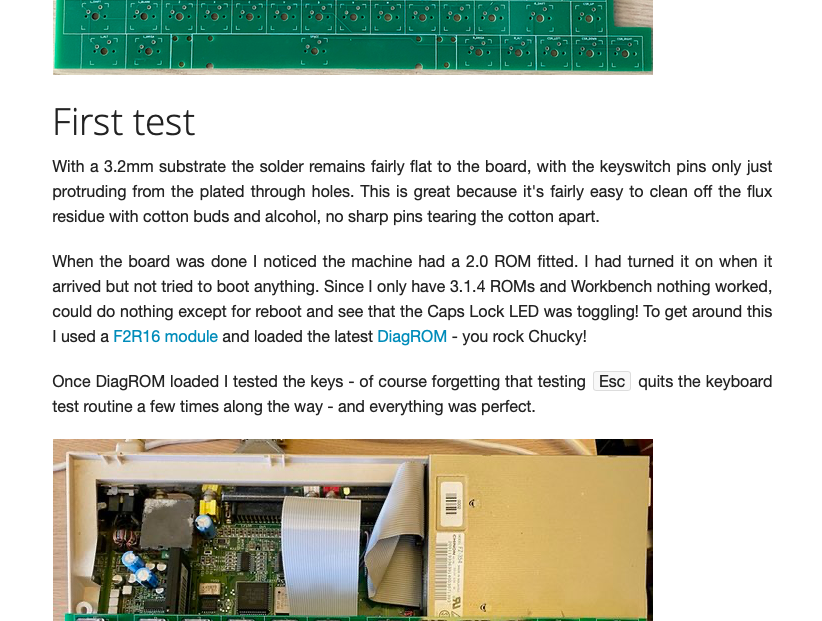 First test
With a 3.2mm substrate the solder remains fairly flat to the board, with the keyswitch pins only just
protruding from the plated through holes. This is great because it's fairly easy to clean off the flux
residue with cotton buds and alcohol, no sharp pins tearing the cotton apart.
When the board was done I noticed the machine had a 2.0 ROM fitted. I had turned it on when it
arrived but not tried to boot anything. Since I only have 3.1.4 ROMs and Workbench nothing worked,
could do nothing except for reboot and see that the Caps Lock LED was toggling! To get around this
I used a F2R16 module and loaded the latest DiagROM - you rock Chucky!
Once DiagROM loaded I tested the keys - of course forgetting that testing Esc quits the keyboard
test routine a few times along the way - and everything was perfect.